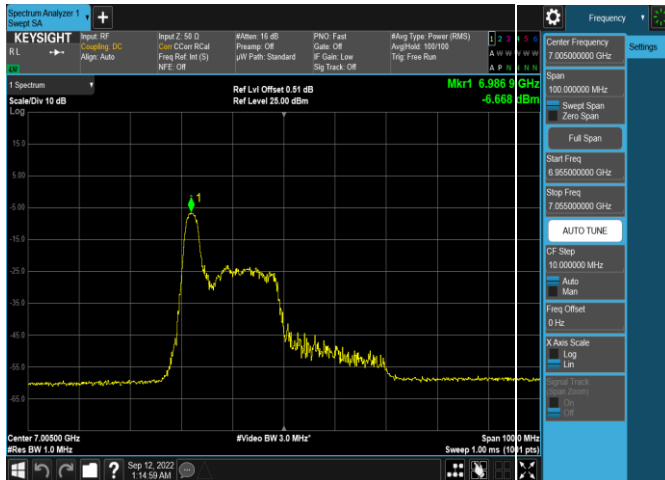 Spectrum Analyzer 1
Swept SA
+
Frequency
KEYSIGHT
RL
Input: RF
Coupling: DC
Align: Auto
Input Z: 50 Ω
Corr CCorr RCal
Freq Ref: Int (S)
NFE: Off
#Atten: 16 dB
Preamp: Off
µW Path: Standard
PNO: Fast
Gate: Off
IF Gain: Low
Sig Track: Off
#Avg Type: Power (RMS)
Avg|Hold: 100/100
Trig: Free Run
1 2 3 4 5 6
A W W W W W
A P N N N N
1 Spectrum
Scale/Div 10 dB
Log
Ref Lvl Offset 0.51 dB
Ref Level 25.00 dBm
Mkr1 6.986 9 GHz
-6.668 dBm
15.0
5.00
-5.00
-15.0
-25.0
-35.0
-45.0
-55.0
-65.0
1
Center 7.00500 GHz
#Res BW 1.0 MHz
#Video BW 3.0 MHz*
Span 100.0 MHz
Sweep 1.00 ms (1001 pts)
Center Frequency
7.005000000 GHz
Settings
Span
100.000000 MHz
Swept Span
Zero Span
Full Span
Start Freq
6.955000000 GHz
Stop Freq
7.055000000 GHz
AUTO TUNE
CF Step
10.000000 MHz
Auto
Man
Freq Offset
0 Hz
X Axis Scale
Log
Lin
Signal Track
(Span Zoom)
On
Off
?
Sep 12, 2022
1:14:59 AM